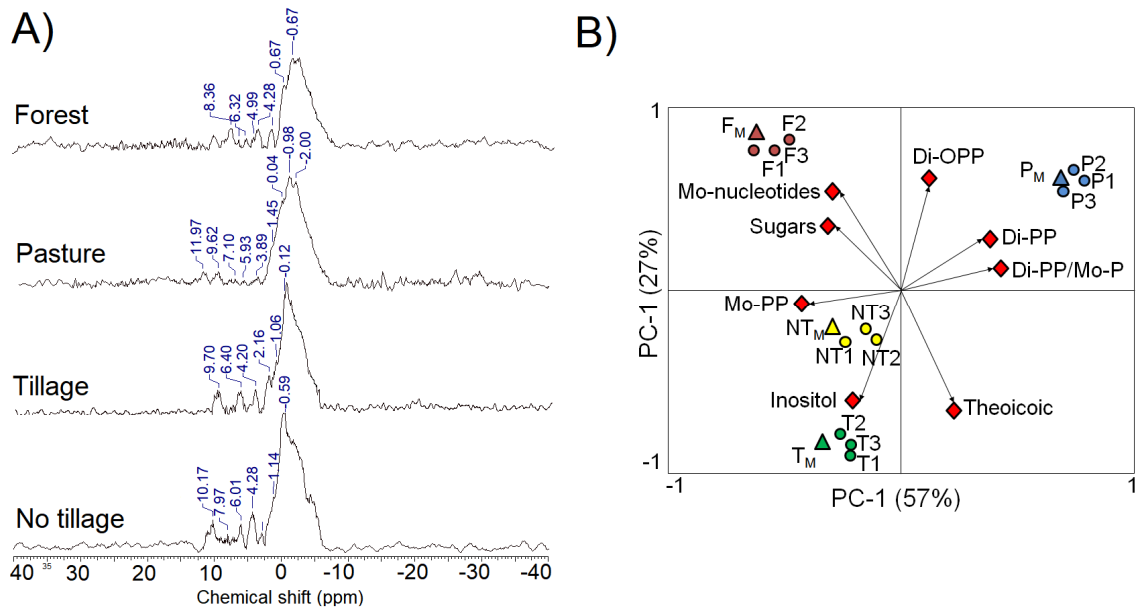 A)
Forest
8.36
6.32
4.99
4.28
0.67
-0.67
Pasture
11.97
9.62
7.10
5.93
3.89
1.45
0.04
-0.98
-2.00
Tillage
9.70
6.40
4.20
2.16
1.06
-0.12
No tillage
10.17
7.97
6.01
4.28
1.14
-0.59
40 35 30 20 10 0 -10 -20 -30 -40
Chemical shift (ppm)
B)
1
FM F2
F1 F3
Di-OPP
PM P2
P1
P3
Mo-nucleotides
Sugars
Di-PP
Di-PP/Mo-P
PC-1 (27%)
Mo-PP
NTM NT3
NT1 NT2
Inositol
Theoicoic
T2
TM T3
T1
-1
-1 1
PC-1 (57%)